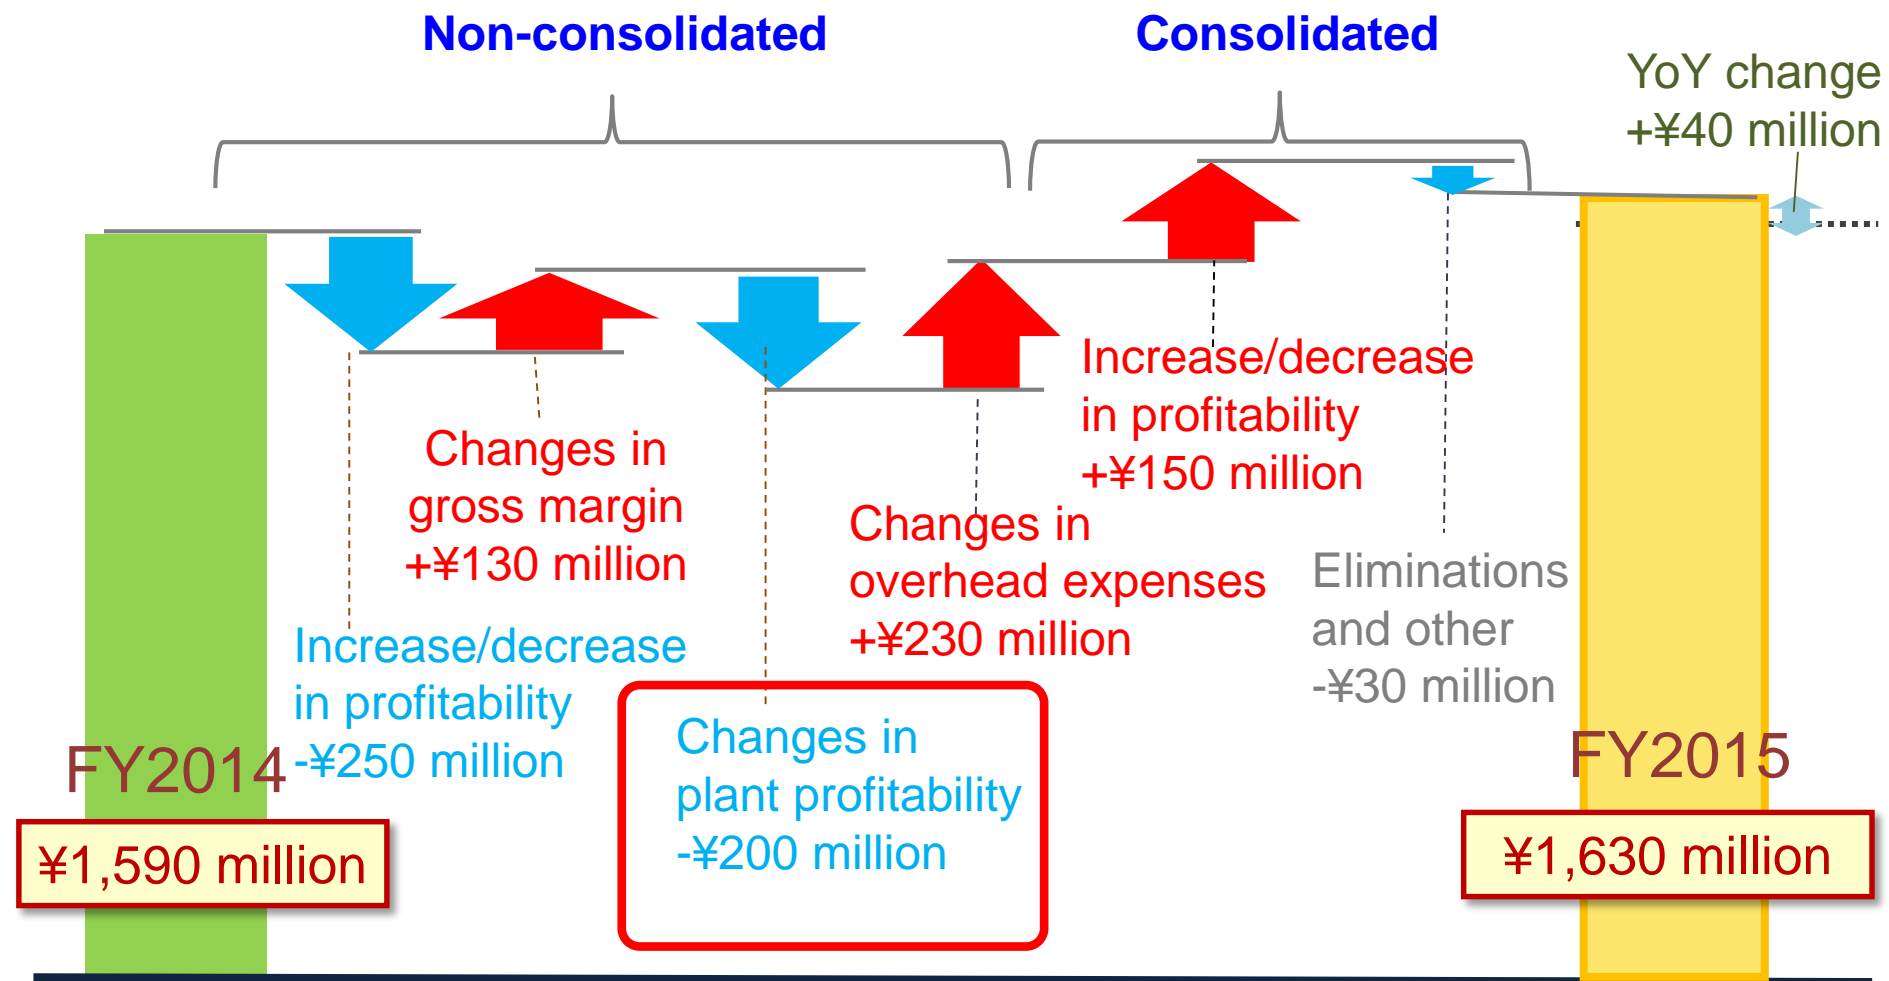 Non-consolidated
Consolidated
YoY change
+¥40 million
Increase/decrease
in profitability
+¥150 million
Changes in
gross margin
+¥130 million
Changes in
overhead expenses
+¥230 million
Eliminations
and other
-¥30 million
Increase/decrease
in profitability
-¥250 million
Changes in
plant profitability
-¥200 million
FY2014
¥1,590 million
FY2015
¥1,630 million